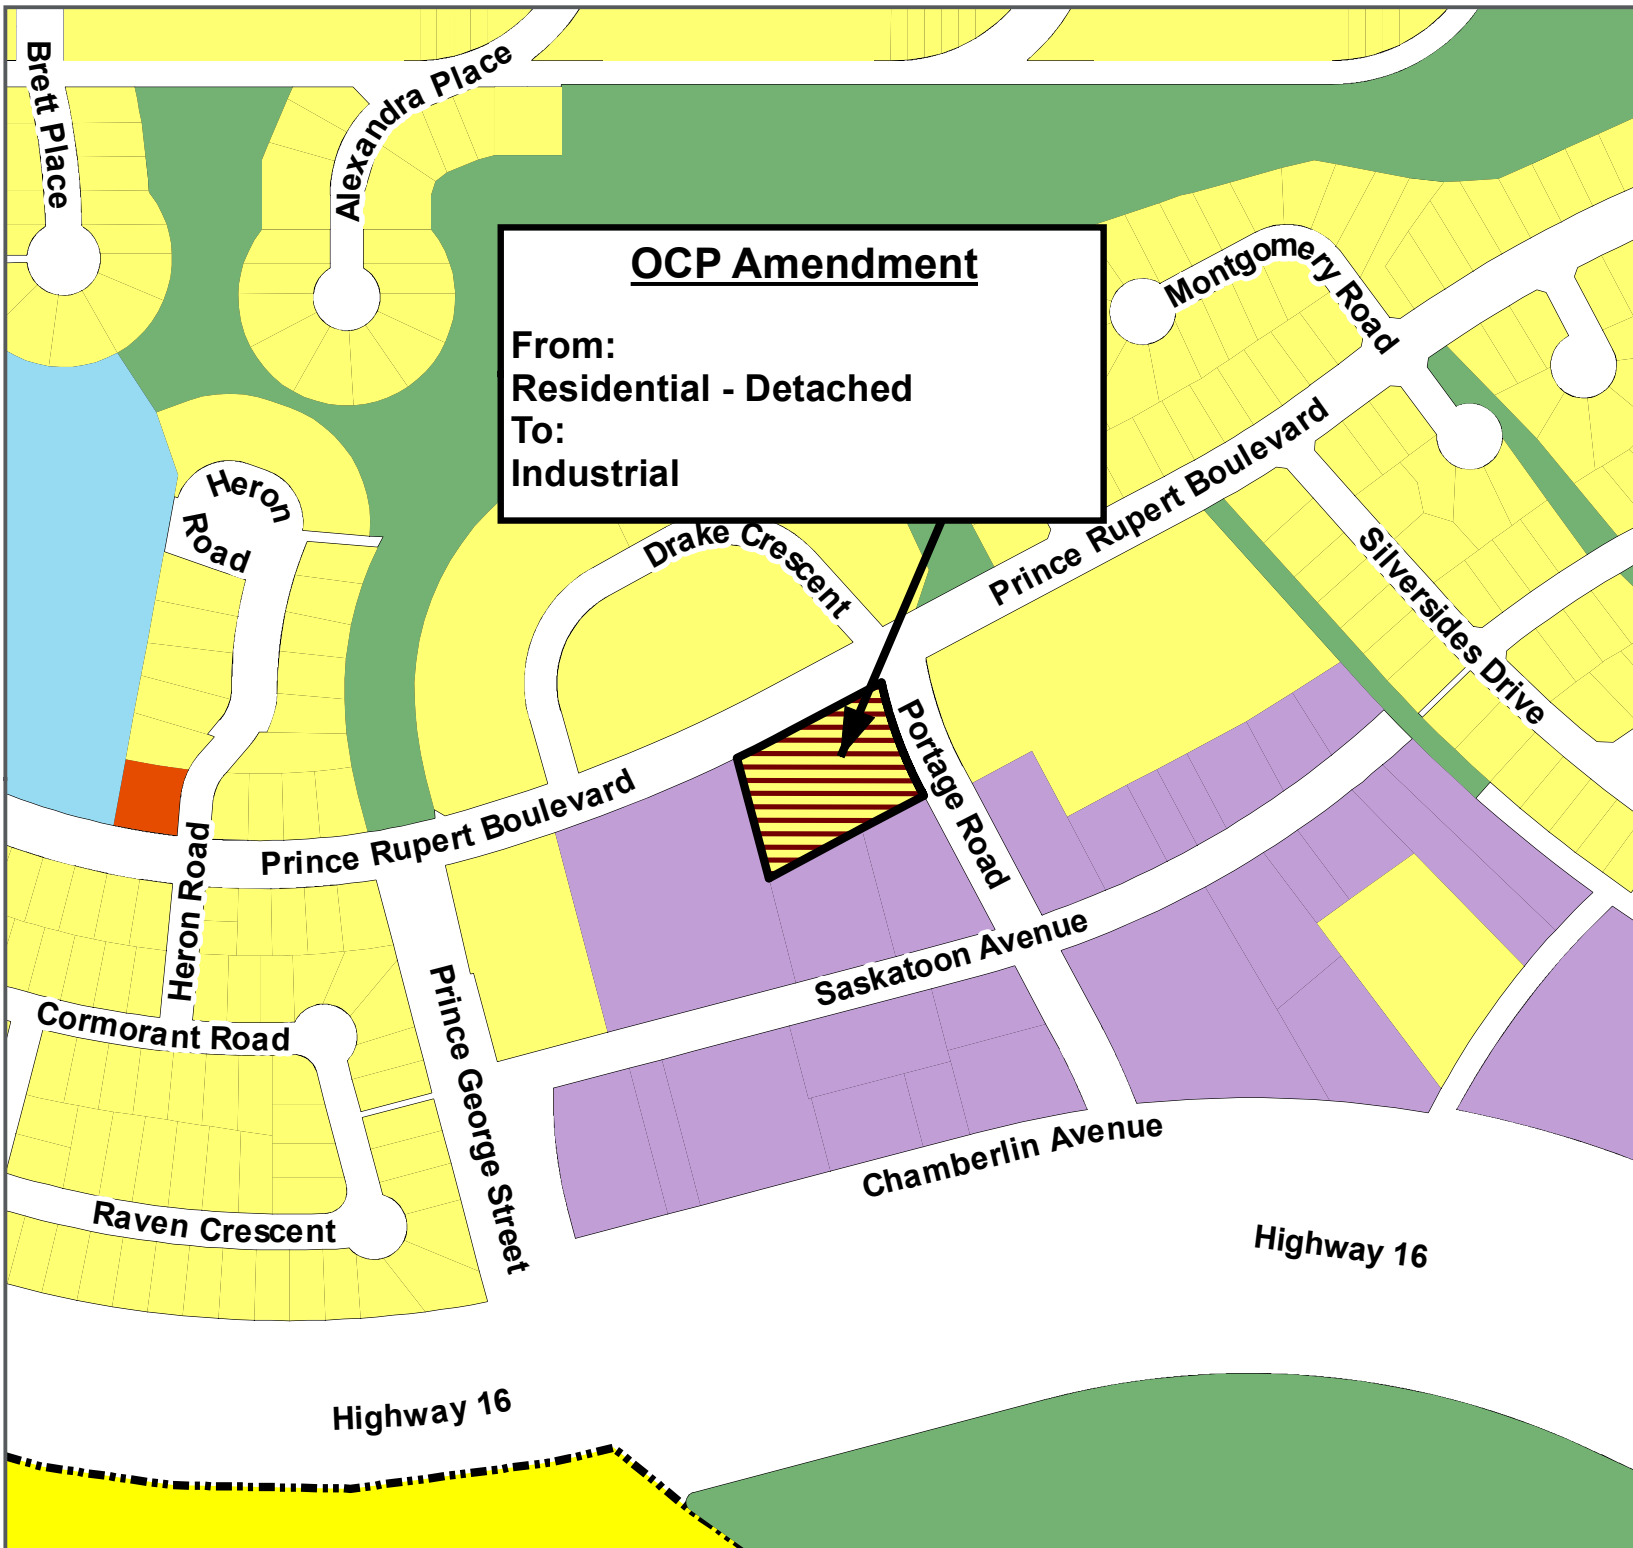 Brett Place
Alexandra Place
OCP Amendment
From:
Residential - Detached
To:
Industrial
Montgomery Road
Heron
Road
Drake Crescent
Prince Rupert Boulevard
Silversides Drive
Portage Road
Prince Rupert Boulevard
Heron Road
Saskatoon Avenue
Cormorant Road
Prince George Street
Chamberlin Avenue
Raven Crescent
Highway 16
Highway 16